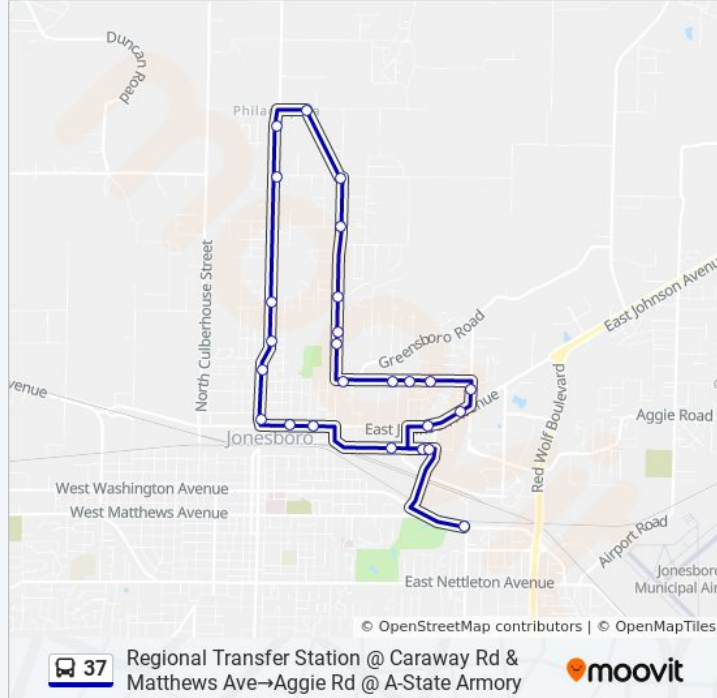 Duncan
Road
Phila
North Culberhouse Street
East Johnson Avenu
Greensboro Road
venue
East J
enue
Red Wolf Boulevard
Aggie Road
Jonesboro
West Washington Avenue
West Matthews Avenue
Airport Road
Jonesboro
Municipal Air
East Nettleton Avenue
© OpenStreetMap contributors | © OpenMapTiles
37
Regional Transfer Station @ Caraway Rd &
Matthews Ave→Aggie Rd @ A-State Armory
moovit